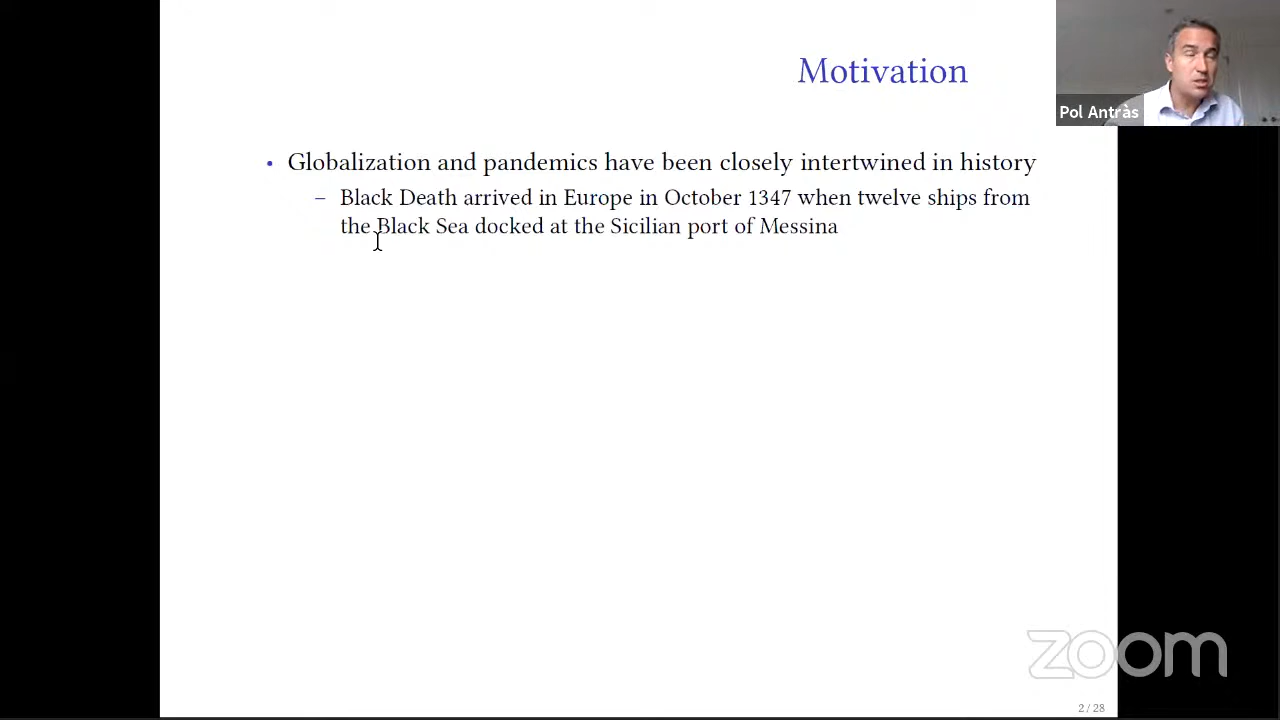 Motivation
Pol Antràs
• Globalization and pandemics have been closely intertwined in history
– Black Death arrived in Europe in October 1347 when twelve ships from
the Black Sea docked at the Sicilian port of Messina
zoom
2 / 28